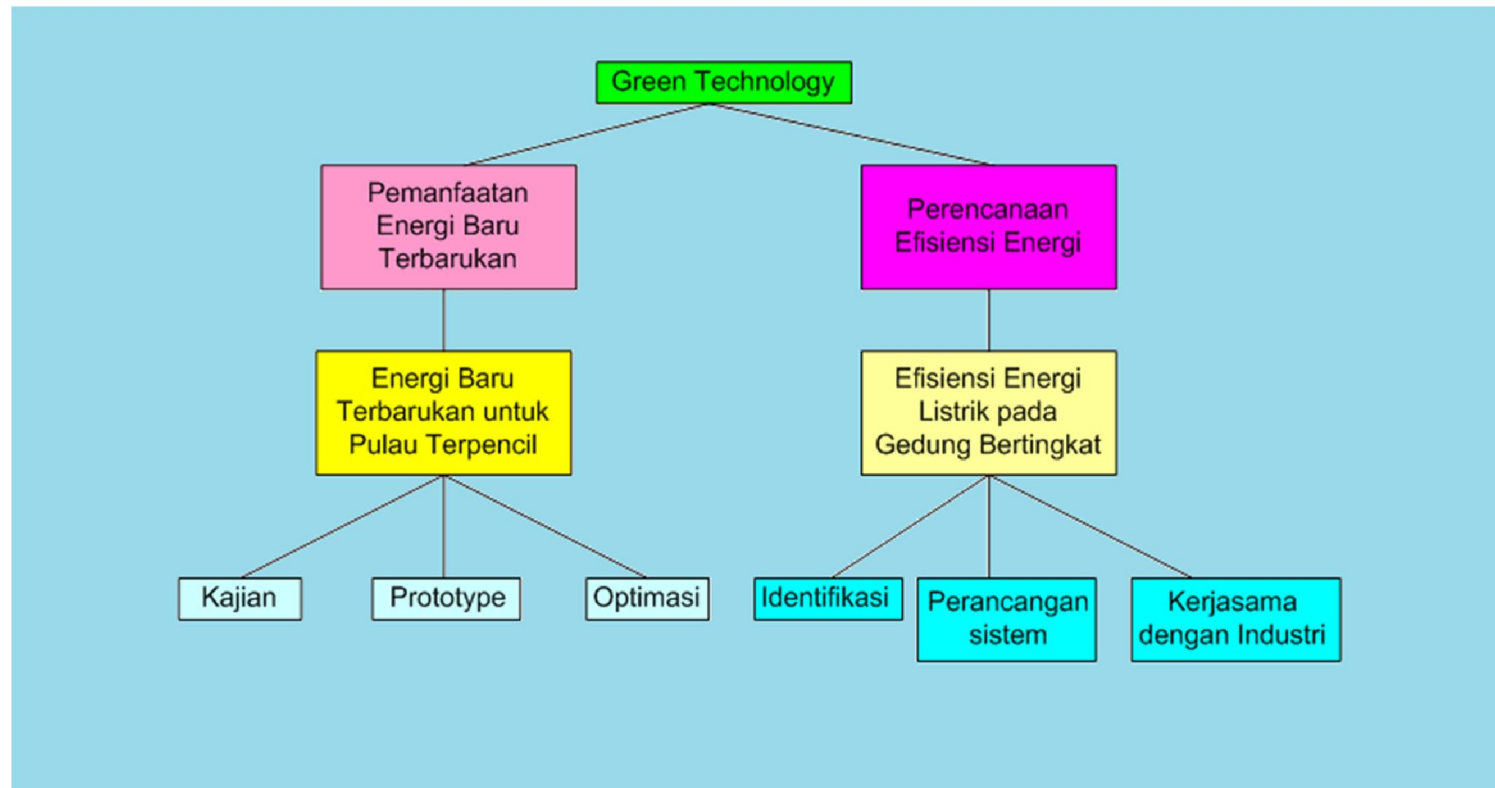 Green Technology
Pemanfaatan
Energi Baru
Terbarukan
Perencanaan
Efisiensi Energi
Energi Baru
Terbarukan untuk
Pulau Terpencil
Efisiensi Energi
Listrik pada
Gedung Bertingkat
Kajian
Prototype
Optimasi
Identifikasi
Perancangan
sistem
Kerjasama
dengan Industri